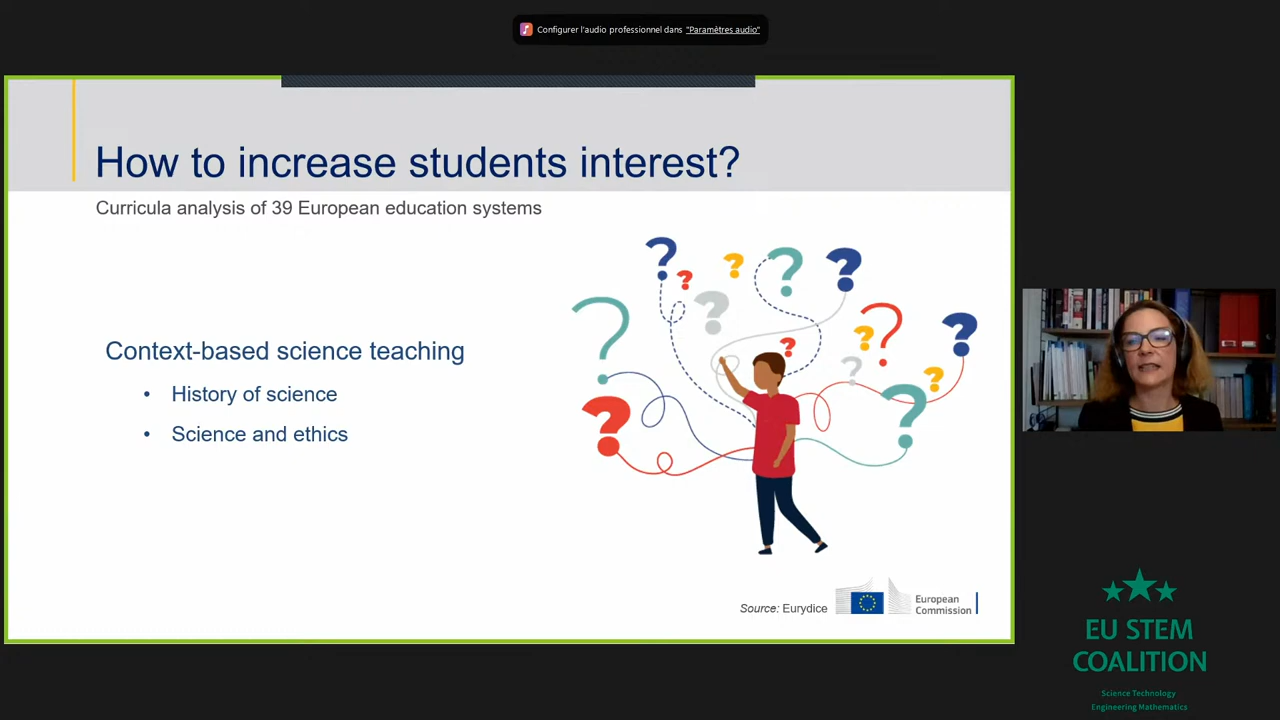 Configurer l'audio professionnel dans "Paramètres audio"
How to increase students interest?
Curricula analysis of 39 European education systems
Context-based science teaching
• History of science
• Science and ethics
Source: Eurydice
European
Commission
EU STEM
COALITION
Science Technology
Engineering Mathematics